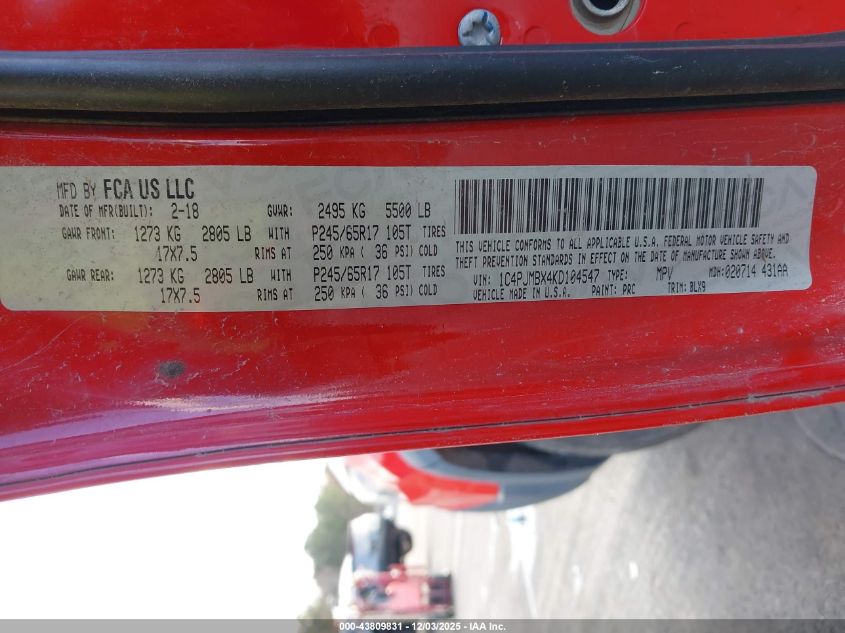 MFD BY FCA US LLC
DATE OF MFR(BUILT): 2-18 GVWR: 2495 KG 5500 LB
GAWR FRONT: 1273 KG 2805 LB WITH P245/65R17 105T TIRES
17X7.5 RIMS AT 250 KPA ( 36 PSI) COLD
GAWR REAR: 1273 KG 2805 LB WITH P245/65R17 105T TIRES
17X7.5 RIMS AT 250 KPA ( 36 PSI) COLD
THIS VEHICLE CONFORMS TO ALL APPLICABLE U.S.A. FEDERAL MOTOR VEHICLE SAFETY AND
THEFT PREVENTION STANDARDS IN EFFECT ON THE DATE OF MANUFACTURE SHOWN ABOVE.
VIN: 1C4PJMBX4KD104547 TYPE: MPV MDH:020714 431AA
VEHICLE MADE IN U.S.A. PAINT: PRC TRIM: BLX9
000-43809831 - 12/03/2025 - IAA Inc.